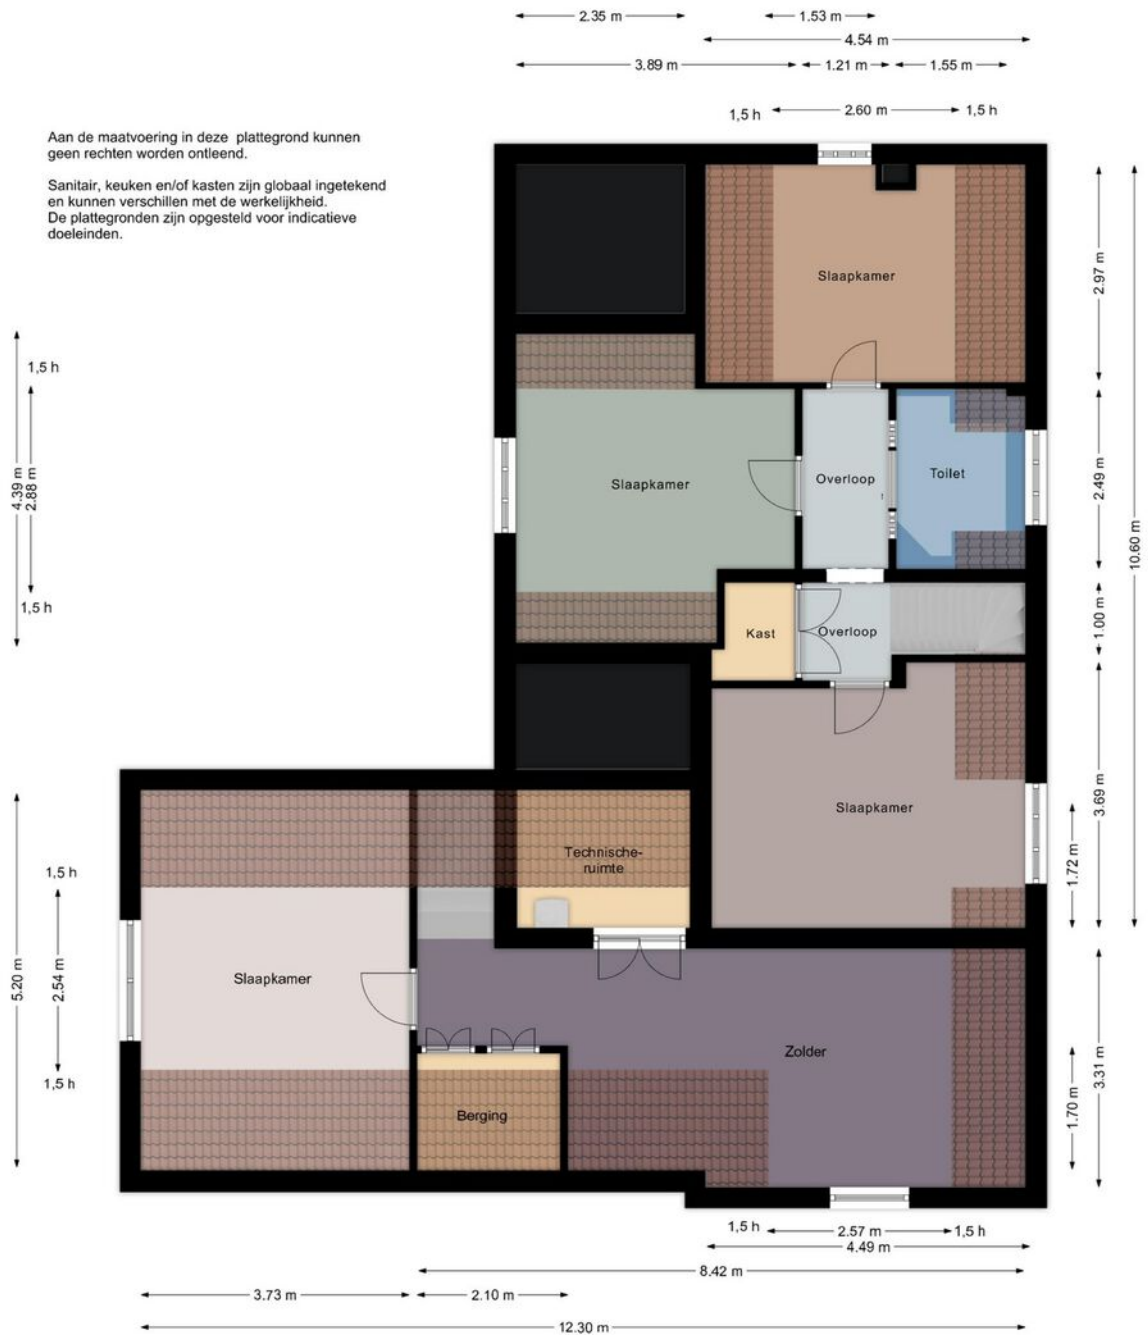 2.35 m
1.53 m
4.54 m
3.89 m
1.21 m
1.55 m
1,5 h
2.60 m
1,5 h
Aan de maatvoering in deze plattegrond kunnen
geen rechten worden ontleend.
Sanitair, keuken en/of kasten zijn globaal ingetekend
en kunnen verschillen met de werkelijkheid.
De plattegronden zijn opgesteld voor indicatieve
doeleinden.
Slaapkamer
2.97 m
1,5 h
4.39 m
2.88 m
Slaapkamer
Overloop
Toilet
2.49 m
10.60 m
1,5 h
Kast
Overloop
1.00 m
Slaapkamer
3.69 m
1.72 m
Technische-
ruimte
1,5 h
5.20 m
2.54 m
Slaapkamer
Zolder
3.31 m
1,5 h
Berging
1.70 m
1,5 h
2.57 m
1,5 h
4.49 m
8.42 m
3.73 m
2.10 m
12.30 m